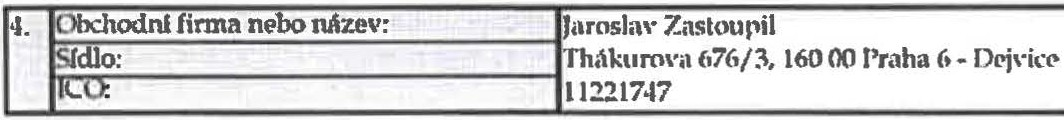 4. Obchodní firma nebo název: Jaroslav Zastoupil
Sídlo: Thákurova 676/3, 160 00 Praha 6 - Dejvice
IČO: 11221747